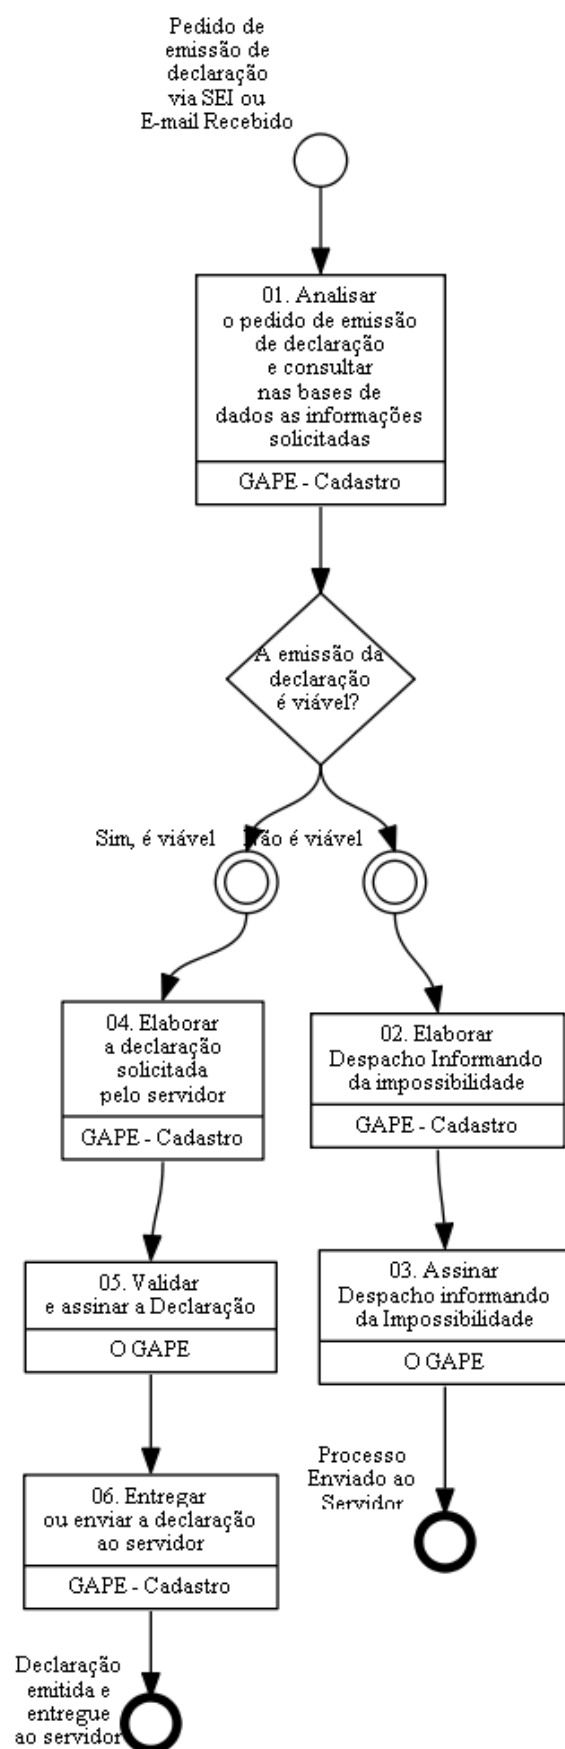 Pedido de
emissão de
declaração
via SEI ou
E-mail Recebido
01. Analisar
o pedido de emissão
de declaração
e consultar
nas bases de
dados as informações
solicitadas
GAPE - Cadastro
A emissão da
declaração
é viável?
Sim, é viável
Não é viável
04. Elaborar
a declaração
solicitada
pelo servidor
GAPE - Cadastro
02. Elaborar
Despacho Informando
da impossibilidade
GAPE - Cadastro
05. Validar
e assinar a Declaração
O GAPE
03. Assinar
Despacho informando
da Impossibilidade
O GAPE
Processo
Enviado ao
Servidor
06. Entregar
ou enviar a declaração
ao servidor
GAPE - Cadastro
Declaração
emitida e
entregue
ao servidor